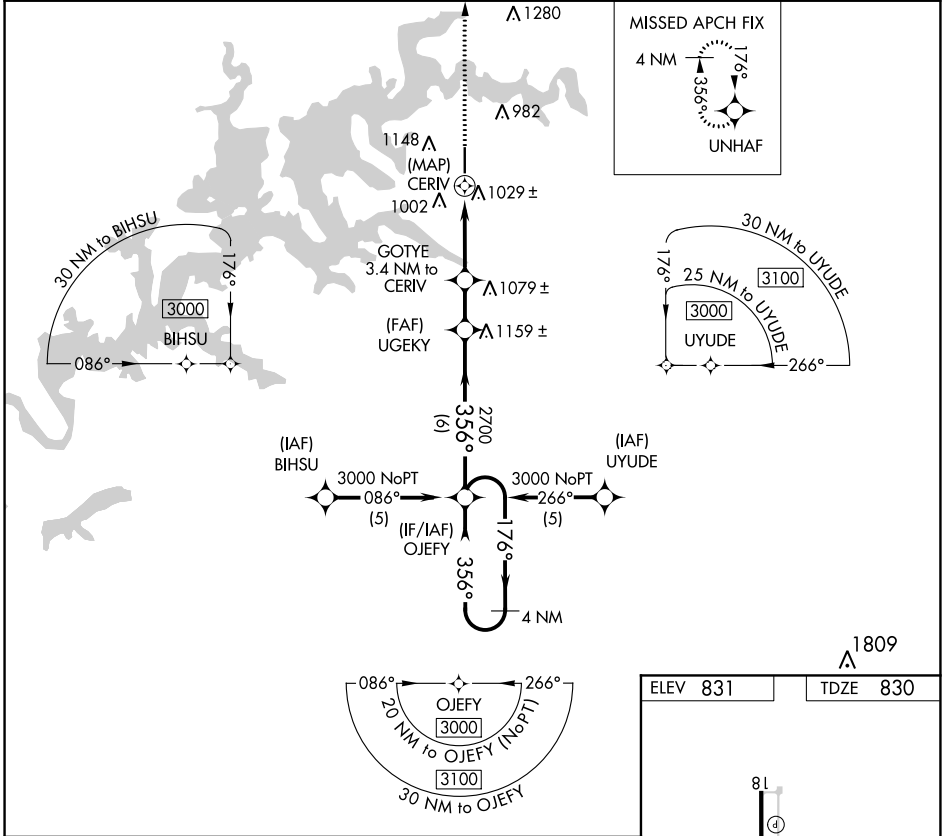 1280
MISSED APCH FIX
4 NM
176°
356°
UNHAF
982
1148
(MAP)
CERIV
1029 ±
1002
30 NM to BIHSU
176°
3000
BIHSU
086°
GOTYE
3.4 NM to
CERIV
1079 ±
(FAF)
UGEKY
1159 ±
30 NM to UYUDE
3100
25 NM to UYUDE
176°
3000
UYUDE
266°
2700
356°
(6)
(IAF)
BIHSU
3000 NoPT
086°
(5)
(IAF)
UYUDE
3000 NoPT
266°
(5)
(IF/IAF)
OJEFY
176°
356°
4 NM
086°
266°
OJEFY
3000
20 NM to OJEFY (NoPT)
3100
30 NM to OJEFY
1809
ELEV 831
TDZE 830
18
P